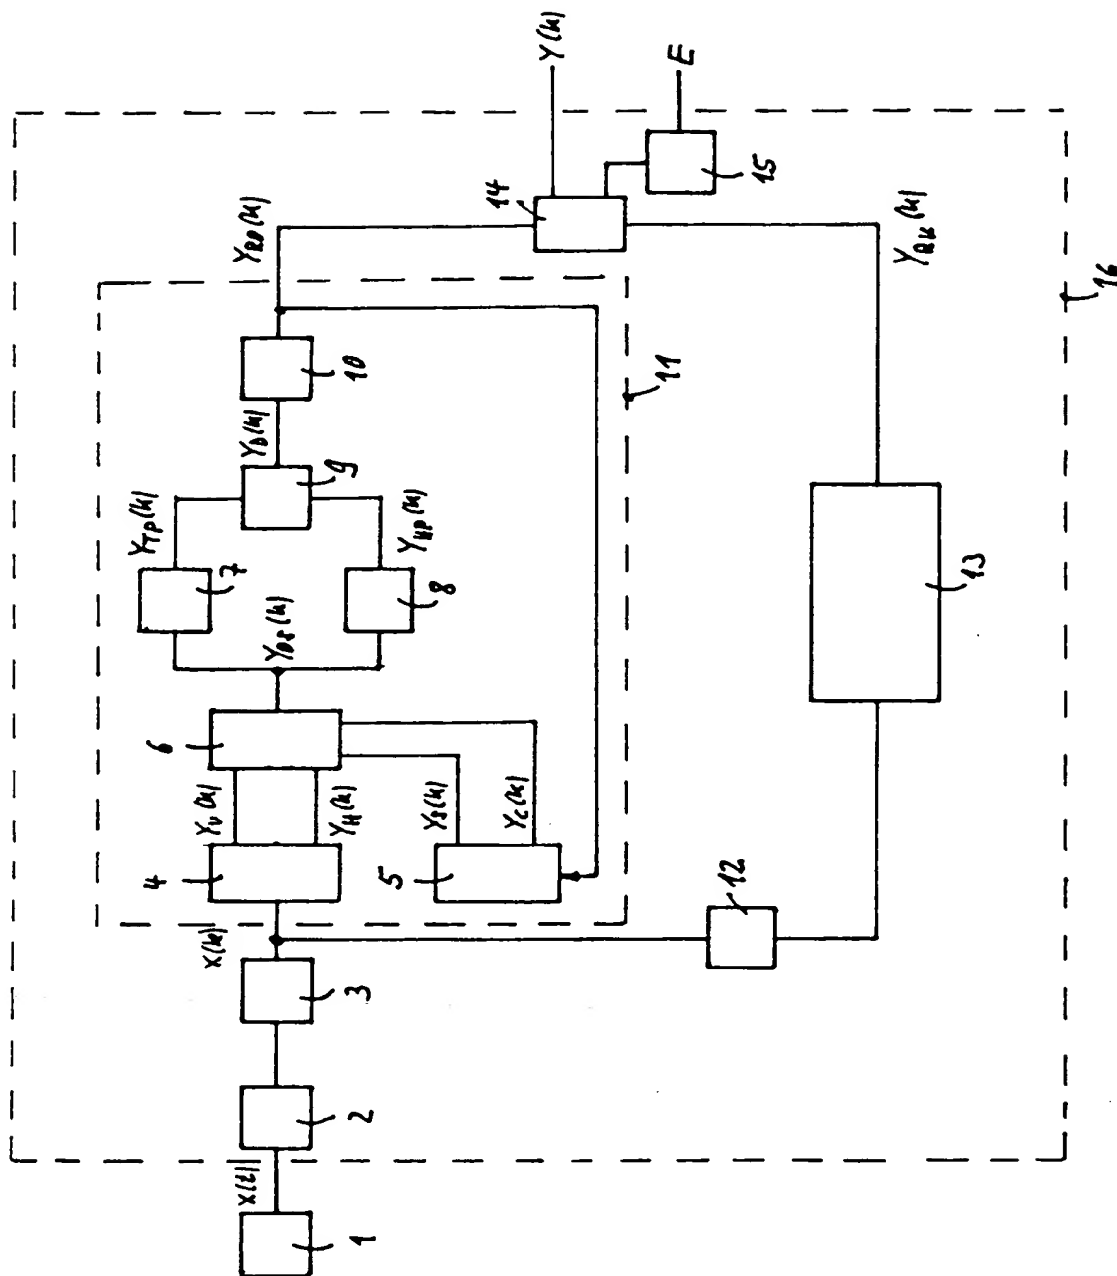 1
X(t)
2
3
X(k)
4
Y_V(k)
Y_H(k)
5
Y_S(k)
Y_C(k)
6
Y_DS(k)
7
Y_TP(k)
8
Y_HP(k)
9
Y_D(k)
10
Y_RD(k)
11
12
13
Y_RK(k)
14
Y(k)
15
E
16